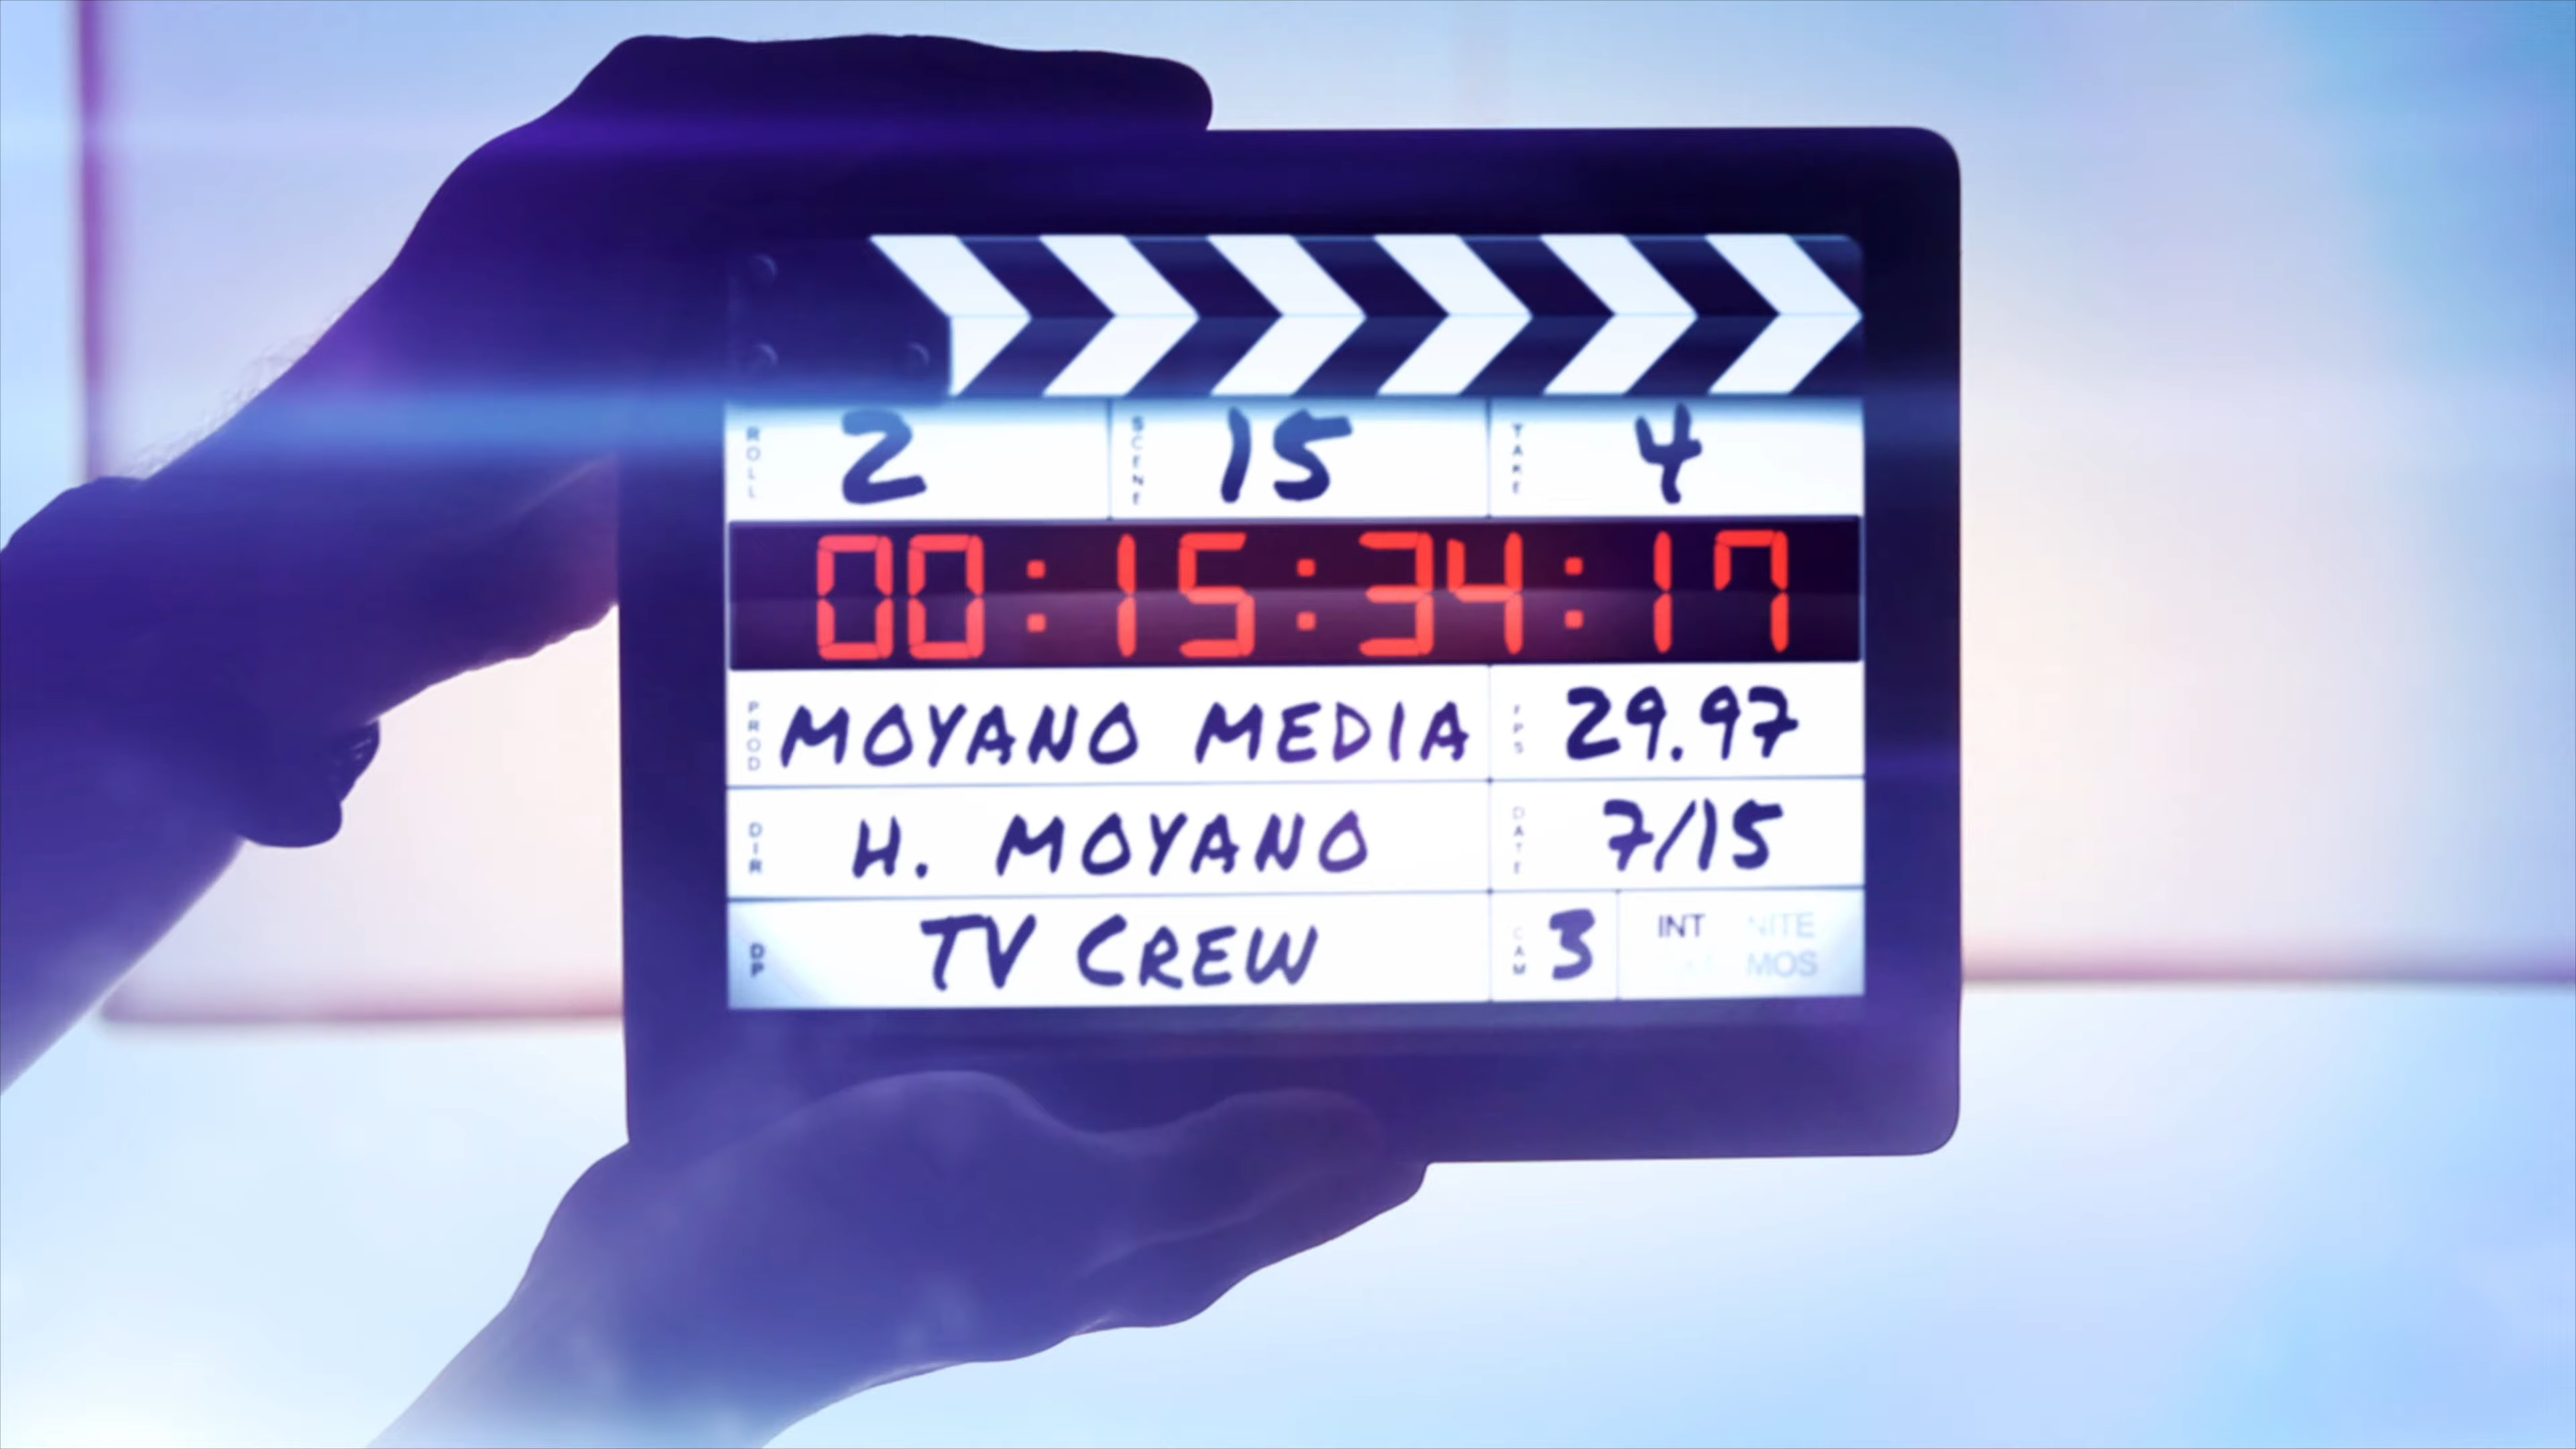 ROLL 2 SCENE 15 TAKE 4
00:15:34:17
PROD MOYANO MEDIA FPS 29.97
DIR H. MOYANO DATE 7/15
DP TV CREW CAM 3 INT NITE
MOS